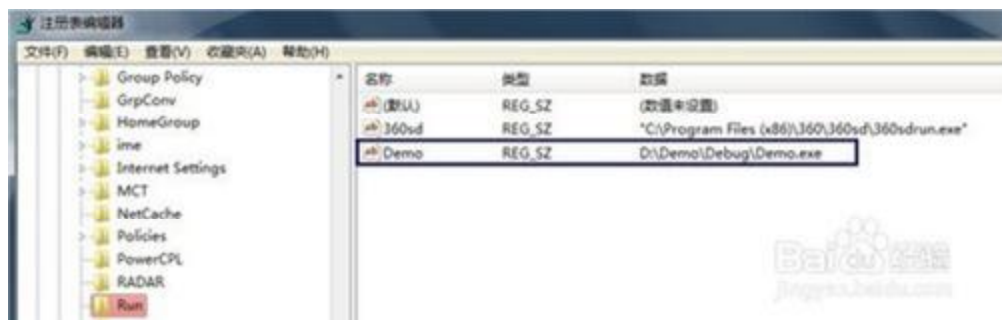 注册表编辑器
文件(F) 编辑(E) 查看(V) 收藏夹(A) 帮助(H)
Group Policy
GrpConv
HomeGroup
ime
Internet Settings
MCT
NetCache
Policies
PowerCPL
RADAR
Run
名称 类型 数据
(默认) REG_SZ (数值未设置)
360sd REG_SZ "C:\Program Files (x86)\360\360sd\360sdrun.exe"
Demo REG_SZ D:\Demo\Debug\Demo.exe
Baidu 经验
jingyan.baidu.com